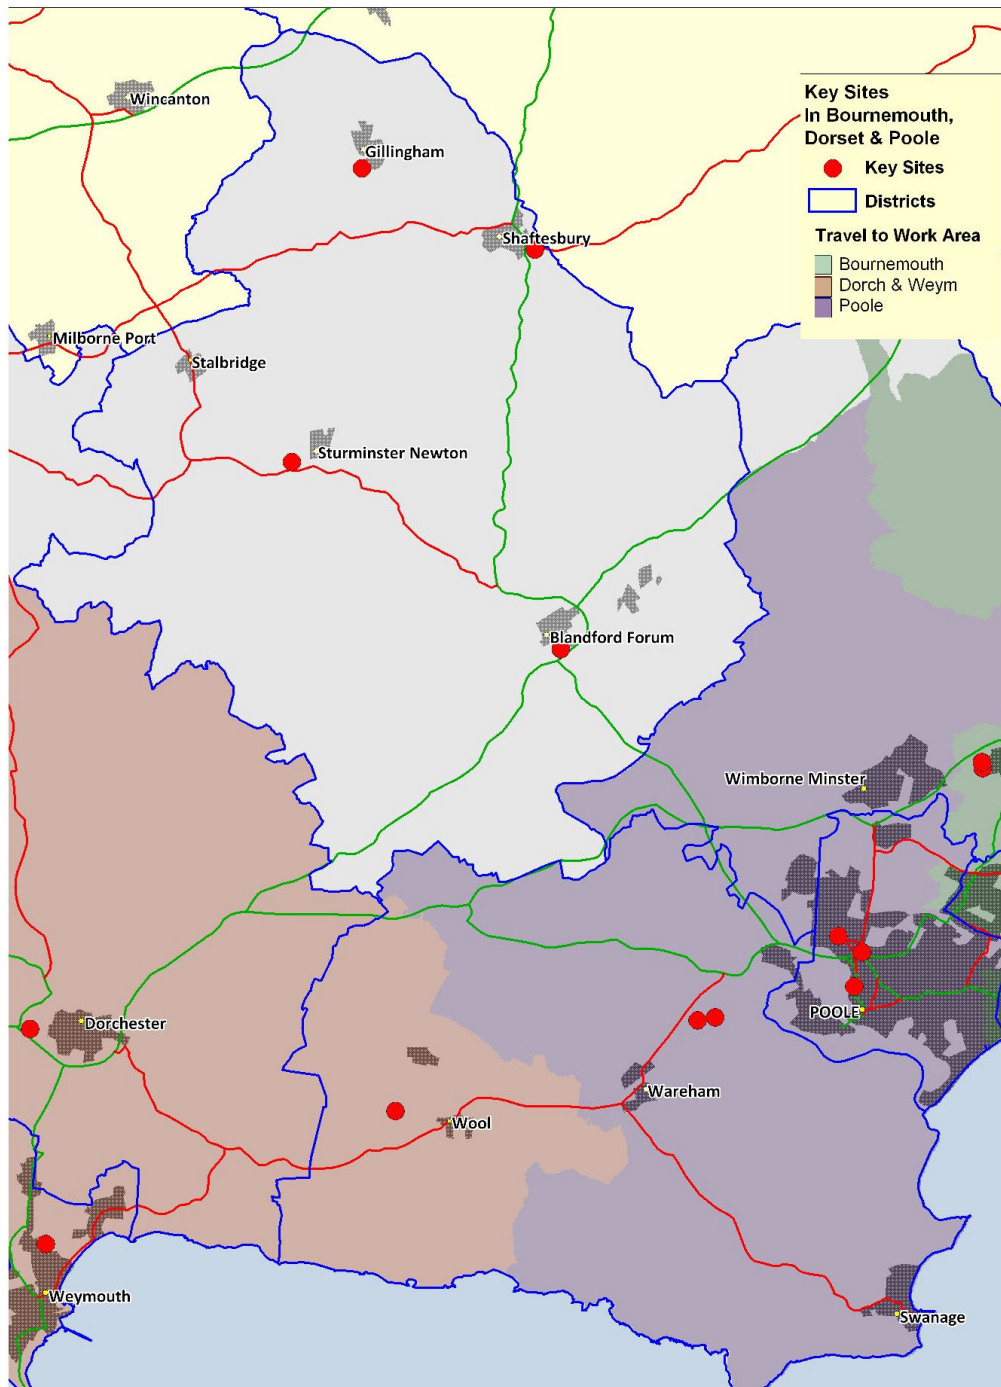 Wincanton
Gillingham
Shaftesbury
Milborne Port
Stalbridge
Sturminster Newton
Blandford Forum
Wimborne Minster
POOLE
Dorchester
Wareham
Wool
Weymouth
Swanage
Key Sites
In Bournemouth,
Dorset & Poole
Key Sites
Districts
Travel to Work Area
Bournemouth
Dorch & Weym
Poole